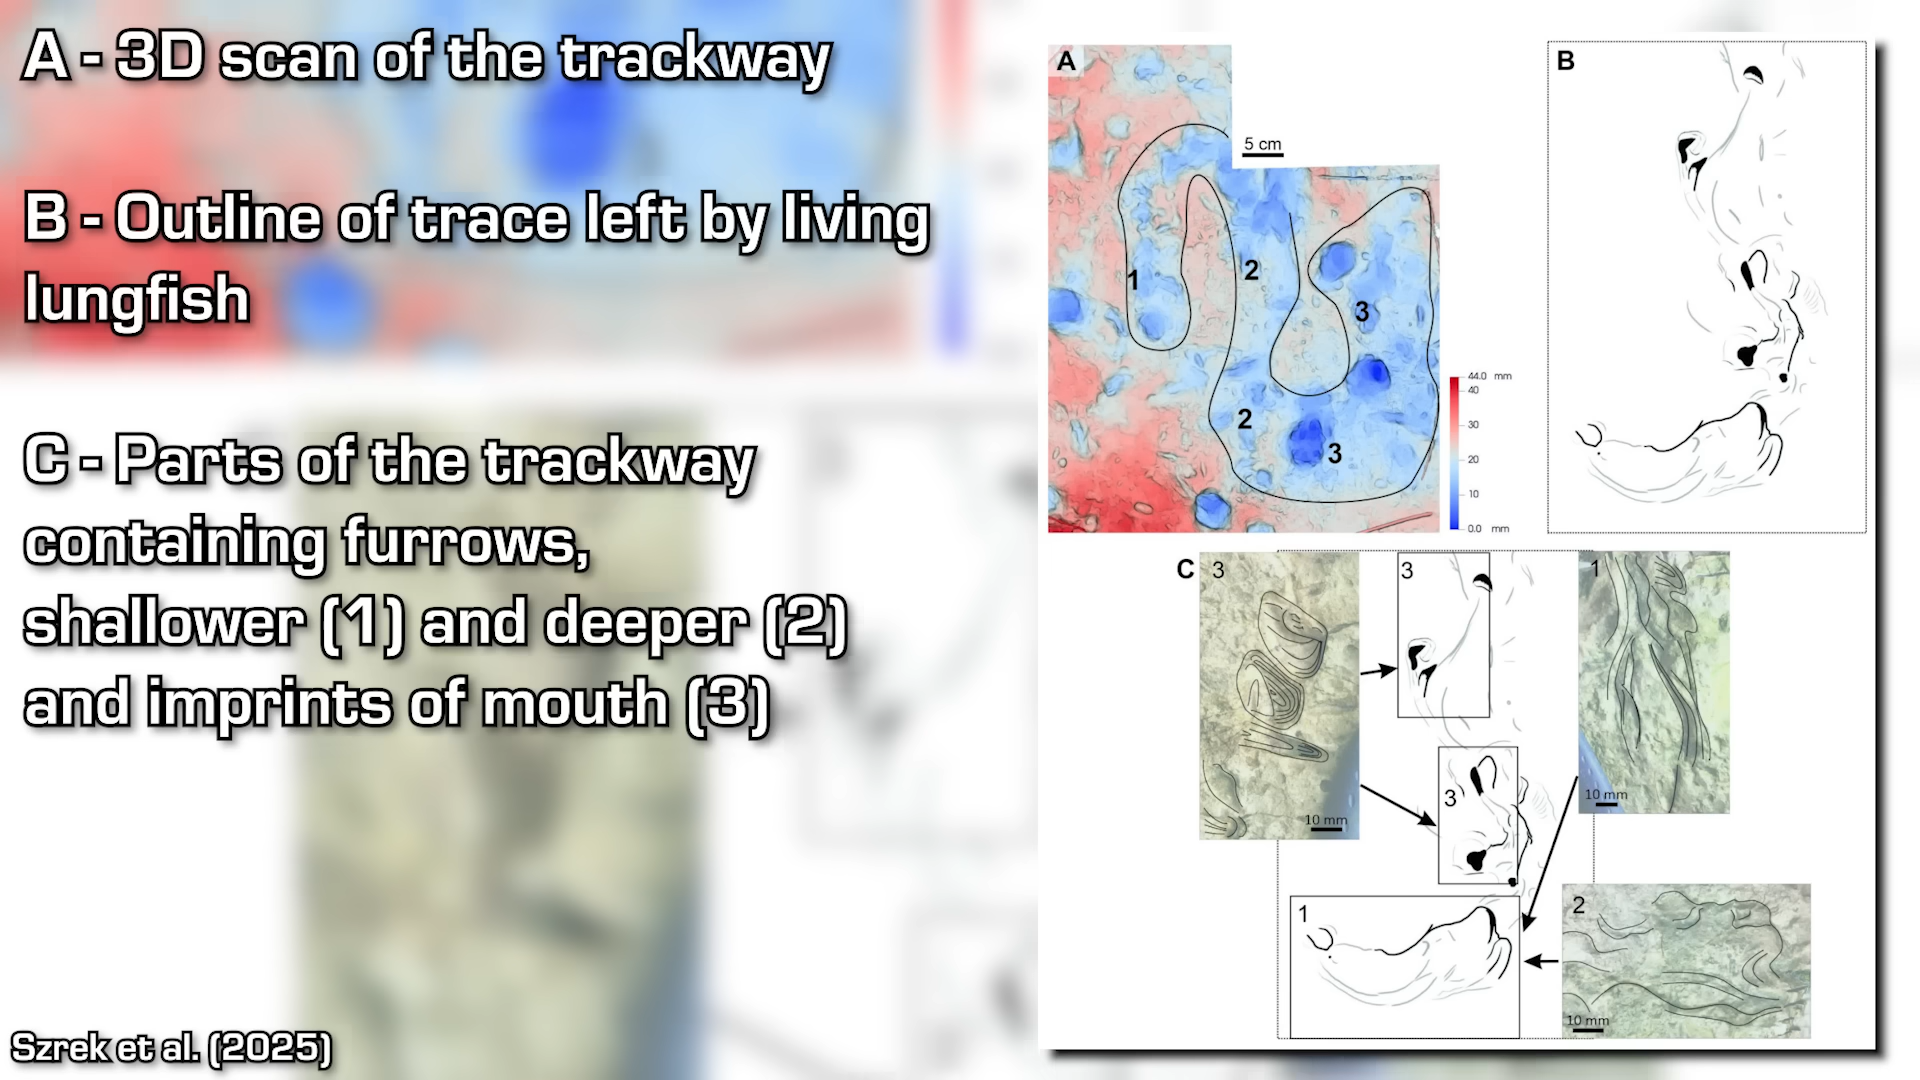 A - 3D scan of the trackway
B - Outline of trace left by living
lungfish
C - Parts of the trackway
containing furrows,
shallower (1) and deeper (2)
and imprints of mouth (3)
Szrek et al. (2025)
A
5 cm
1
2
3
2
3
44.0 mm
40
30
20
10
0.0 mm
B
C
3
10 mm
3
1
10 mm
3
1
2
10 mm